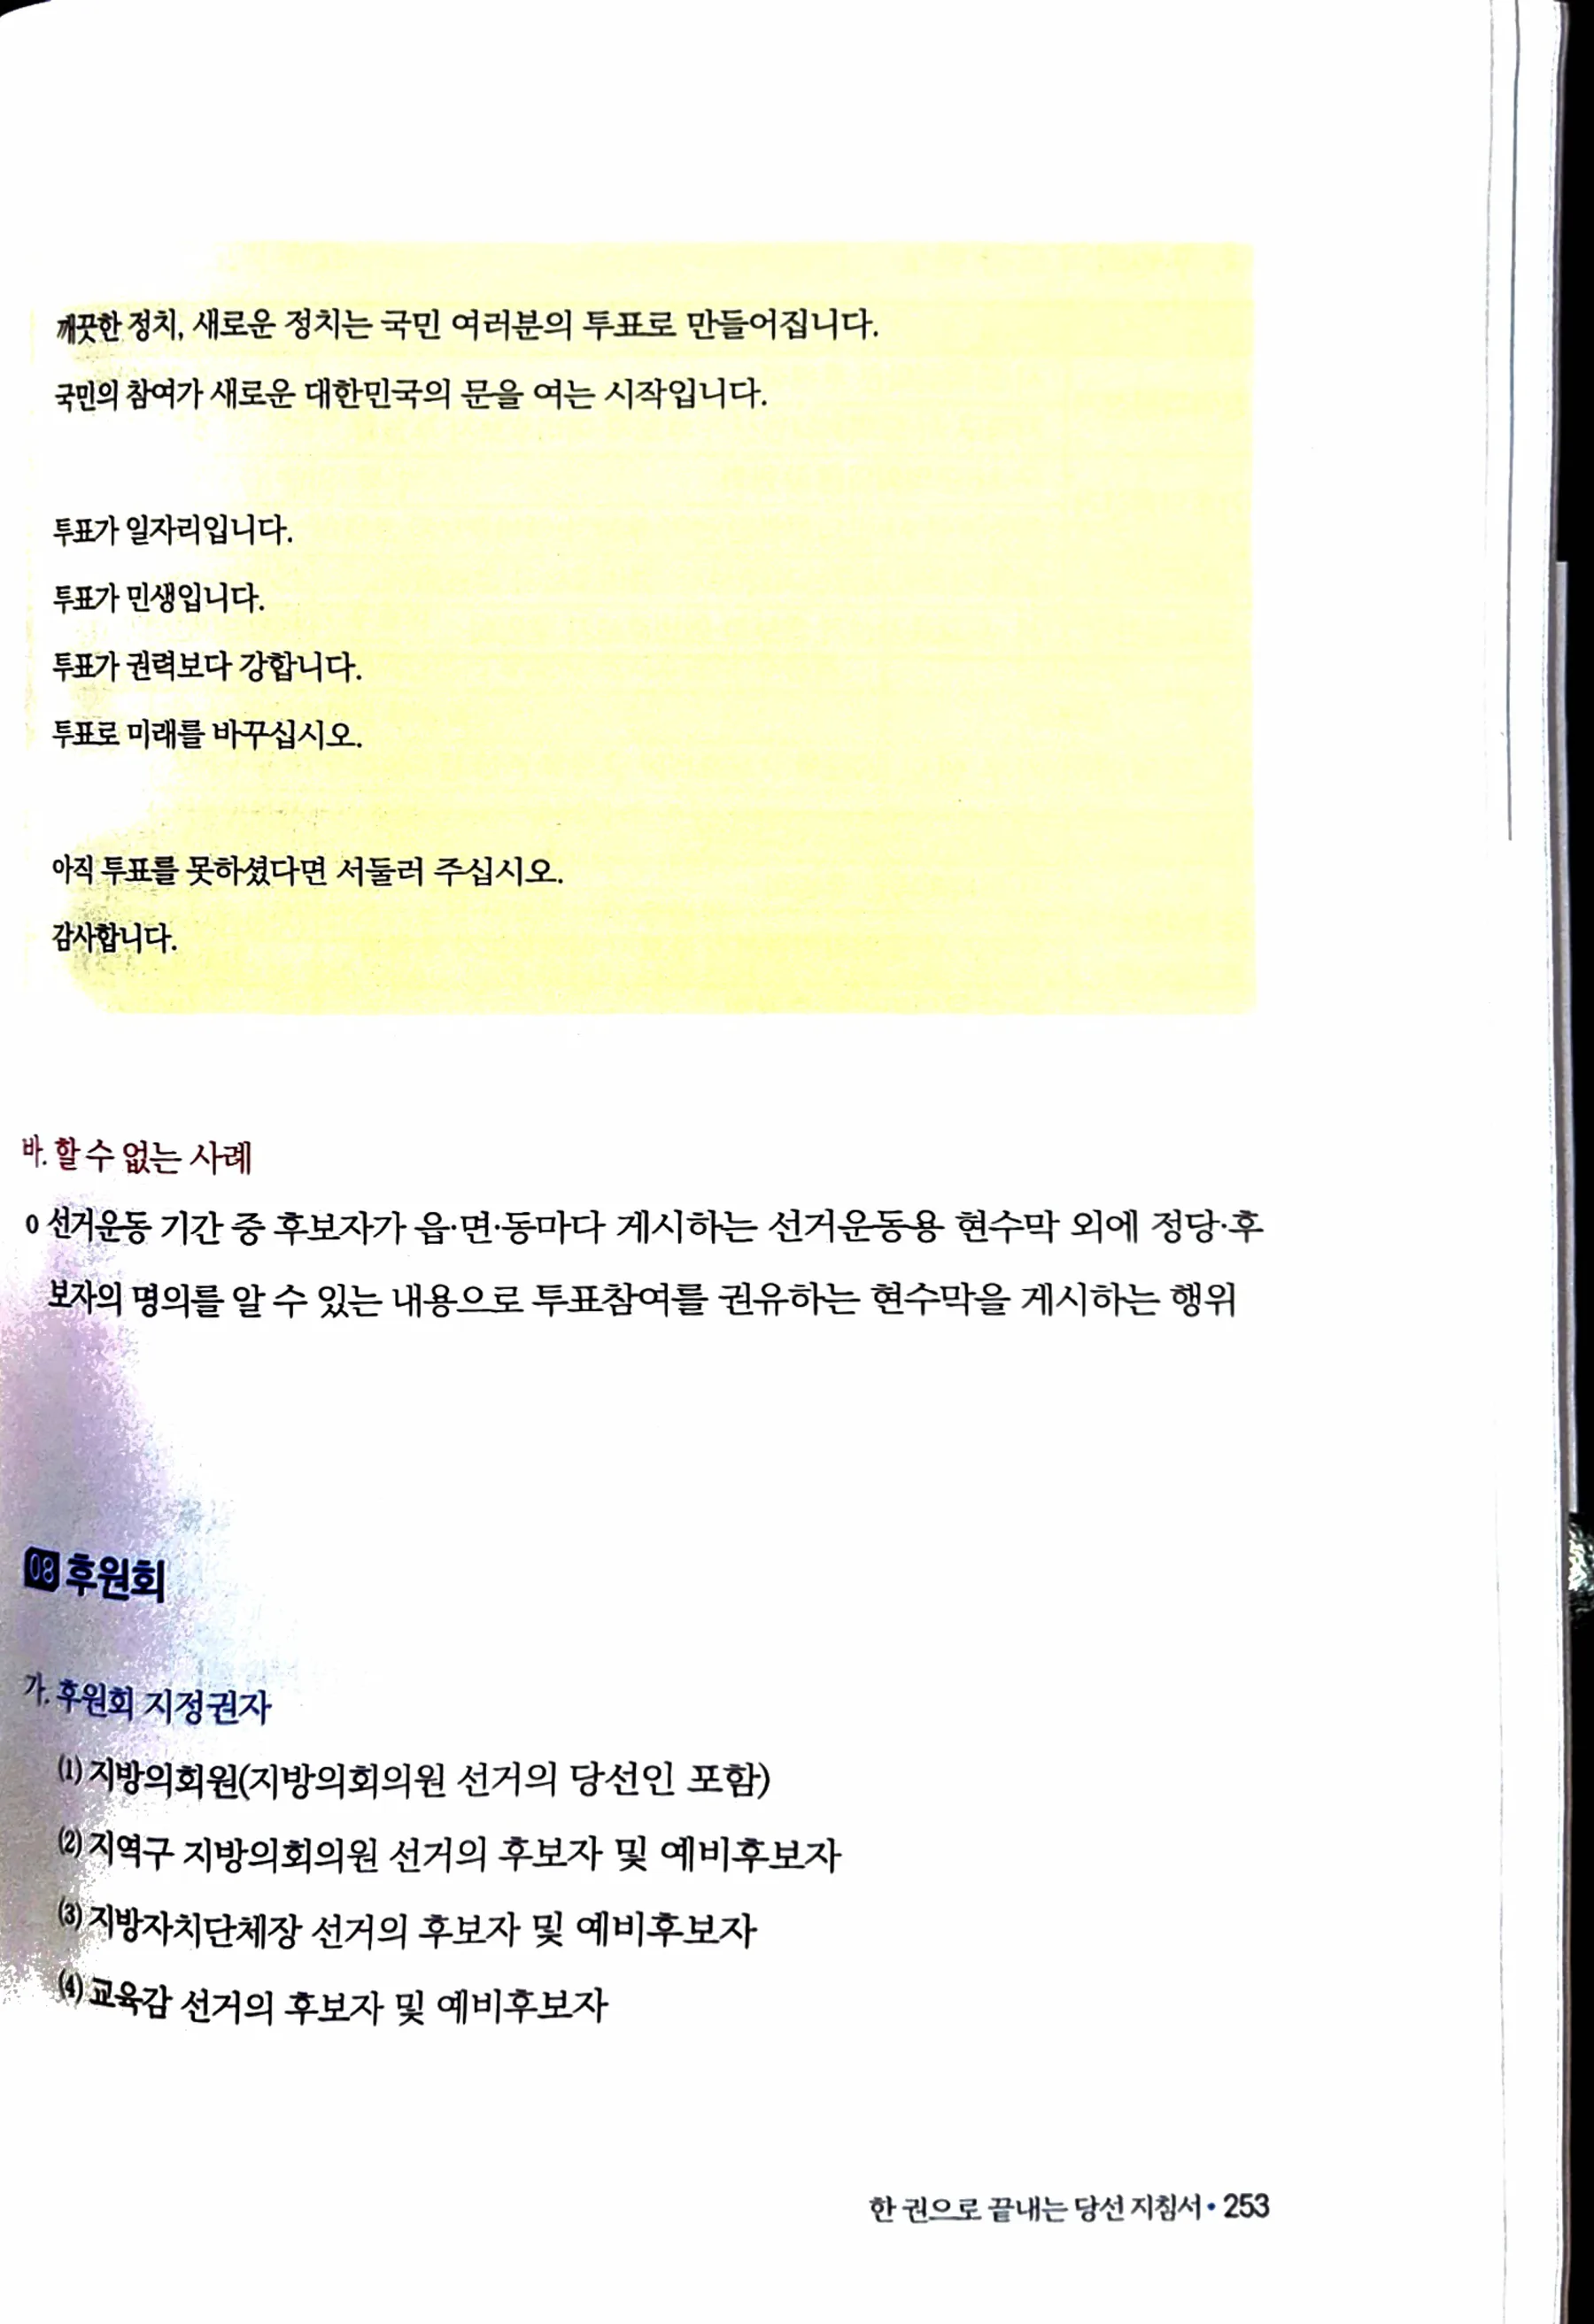 깨끗한 정치, 새로운 정치는 국민 여러분의 투표로 만들어집니다.
국민의 참여가 새로운 대한민국의 문을 여는 시작입니다.
투표가 일자리입니다.
투표가 민생입니다.
투표가 권력보다 강합니다.
투표로 미래를 바꾸십시오.
아직 투표를 못하셨다면 서둘러 주십시오.
감사합니다.
바. 할 수 없는 사례
o 선거운동 기간 중 후보자가 읍·면·동마다 게시하는 선거운동용 현수막 외에 정당·후
보자의 명의를 알 수 있는 내용으로 투표참여를 권유하는 현수막을 게시하는 행위
08 후원회
가. 후원회 지정권자
(1) 지방의회원(지방의회의원 선거의 당선인 포함)
(2) 지역구 지방의회의원 선거의 후보자 및 예비후보자
(3) 지방자치단체장 선거의 후보자 및 예비후보자
(4) 교육감 선거의 후보자 및 예비후보자
한 권으로 끝내는 당선 지침서 • 253